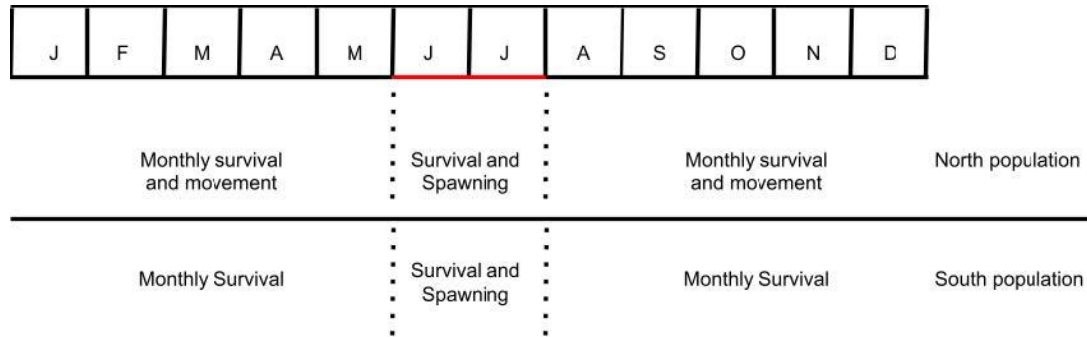 J F M A M J J A S O N D
Monthly survival and movement
Survival and Spawning
Monthly survival and movement
North population
Monthly Survival
Survival and Spawning
Monthly Survival
South population